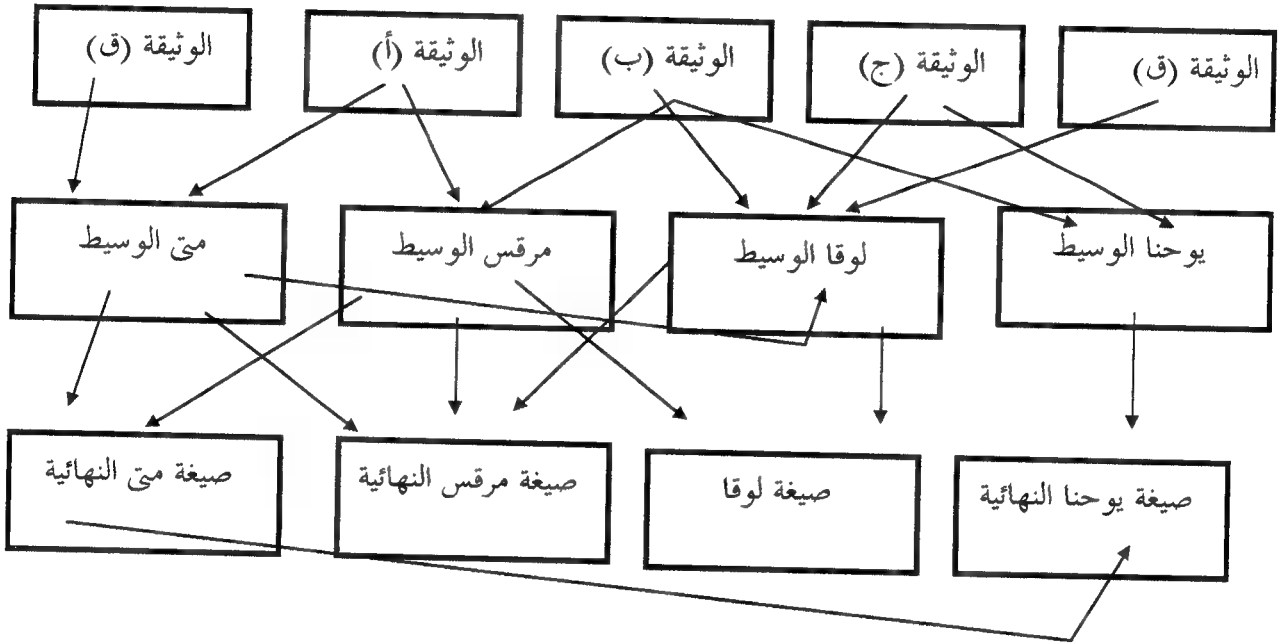 الوثيقة (ق)
الوثيقة (ج)
الوثيقة (ب)
الوثيقة (أ)
الوثيقة (ق)
يوحنا الوسيط
لوقا الوسيط
مرقس الوسيط
متى الوسيط
صيغة يوحنا النهائية
صيغة لوقا
صيغة مرقس النهائية
صيغة متى النهائية